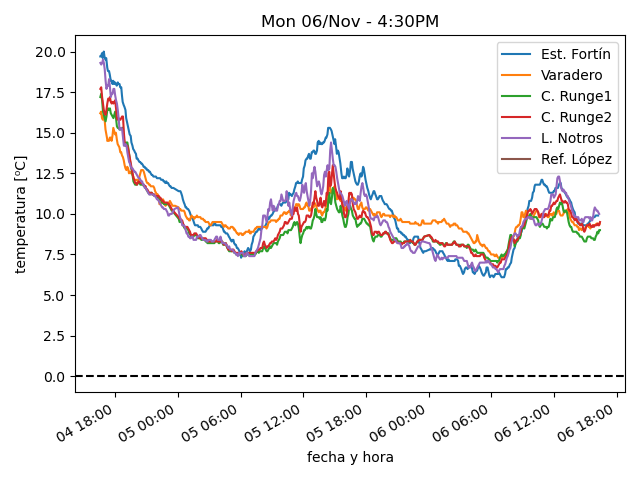 Mon 06/Nov - 4:30PM
temperatura [ºC]
20.0
17.5
15.0
12.5
10.0
7.5
5.0
2.5
0.0
Est. Fortín
Varadero
C. Runge1
C. Runge2
L. Notros
Ref. López
04 18:00
05 00:00
05 06:00
05 12:00
05 18:00
06 00:00
06 06:00
06 12:00
06 18:00
fecha y hora